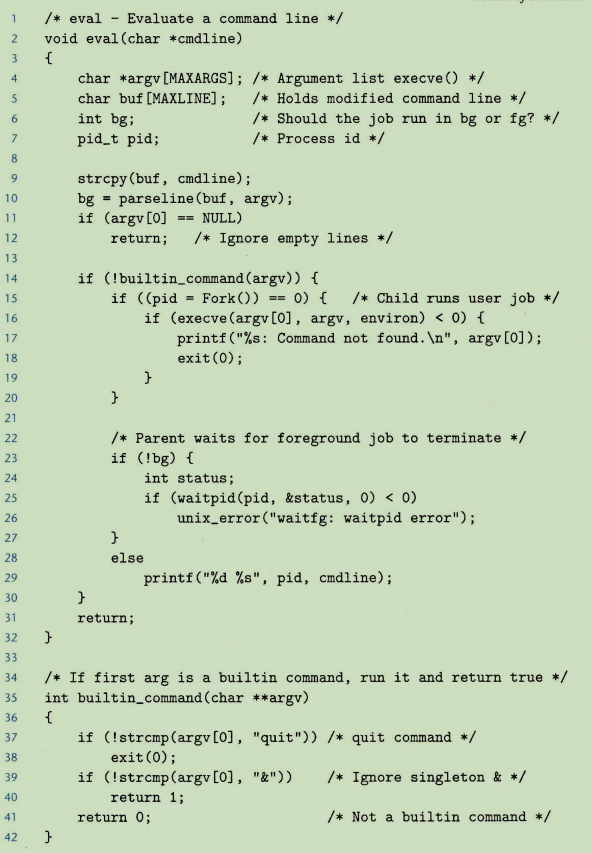 1 /* eval - Evaluate a command line */
2 void eval(char *cmdline)
3 {
4     char *argv[MAXARGS]; /* Argument list execve() */
5     char buf[MAXLINE];   /* Holds modified command line */
6     int bg;              /* Should the job run in bg or fg? */
7     pid_t pid;           /* Process id */
8
9     strcpy(buf, cmdline);
10     bg = parseline(buf, argv);
11     if (argv[0] == NULL)
12         return;   /* Ignore empty lines */
13
14     if (!builtin_command(argv)) {
15         if ((pid = Fork()) == 0) {   /* Child runs user job */
16             if (execve(argv[0], argv, environ) < 0) {
17                 printf("%s: Command not found.\n", argv[0]);
18                 exit(0);
19             }
20         }
21
22         /* Parent waits for foreground job to terminate */
23         if (!bg) {
24             int status;
25             if (waitpid(pid, &status, 0) < 0)
26                 unix_error("waitfg: waitpid error");
27         }
28         else
29             printf("%d %s", pid, cmdline);
30     }
31     return;
32 }
33
34 /* If first arg is a builtin command, run it and return true */
35 int builtin_command(char **argv)
36 {
37     if (!strcmp(argv[0], "quit")) /* quit command */
38         exit(0);
39     if (!strcmp(argv[0], "&"))    /* Ignore singleton & */
40         return 1;
41     return 0;                     /* Not a builtin command */
42 }